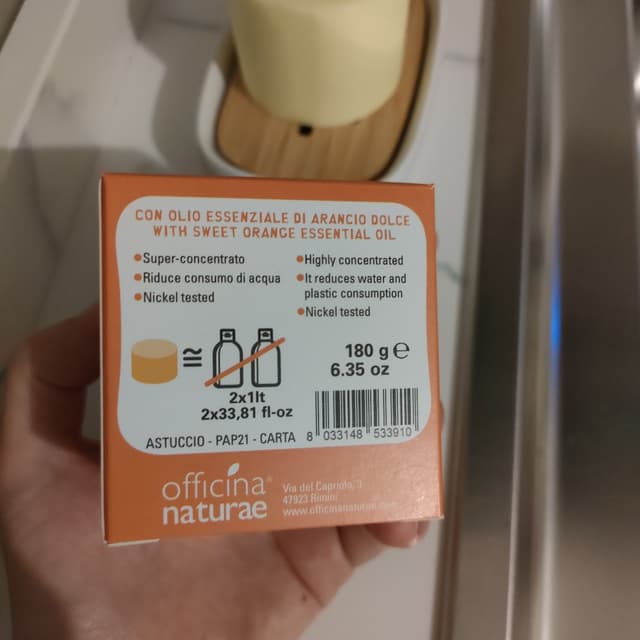 CON OLIO ESSENZIALE DI ARANCIO DOLCE
WITH SWEET ORANGE ESSENTIAL OIL
•Super-concentrato
•Riduce consumo di acqua
•Nickel tested
•Highly concentrated
•It reduces water and
plastic consumption
•Nickel tested
≅
2x1lt
2x33,81 fl-oz
180 g ℮
6.35 oz
ASTUCCIO - PAP21 - CARTA
8 033148 533910
officina®
naturae
Via del Capriolo, 3
47923 Rimini
www.officinanaturae.com